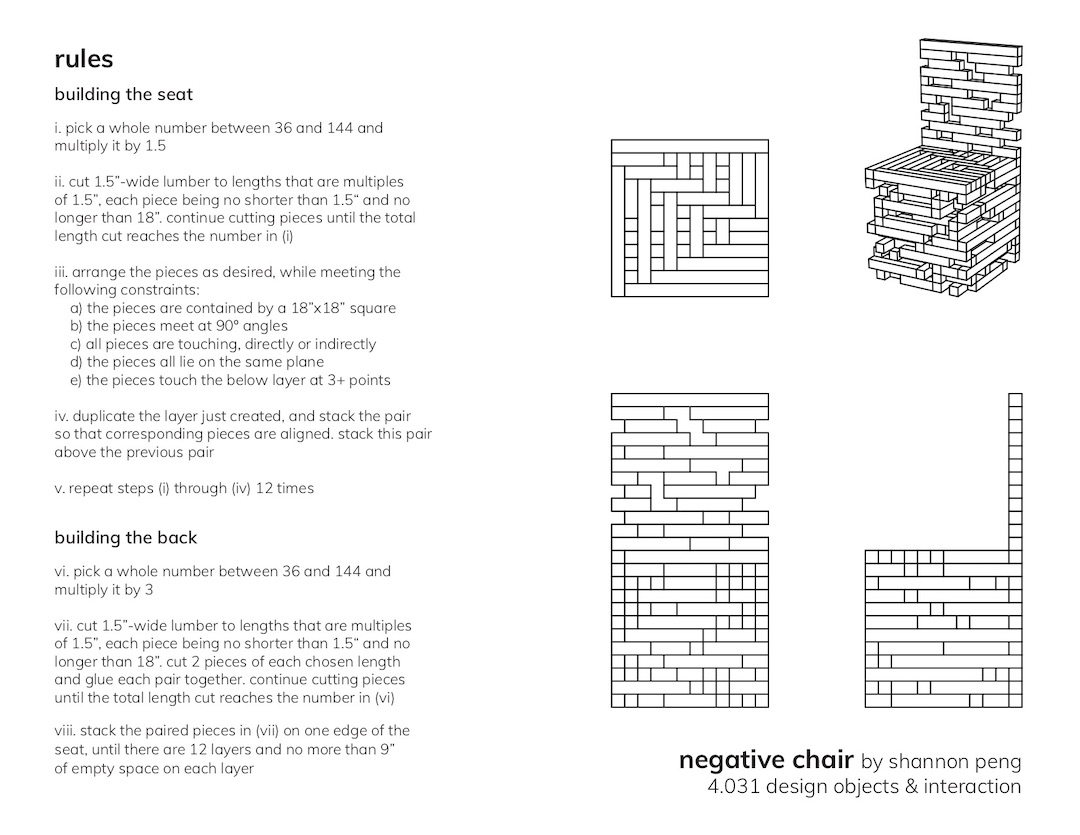 rules
building the seat
i. pick a whole number between 36 and 144 and
multiply it by 1.5
ii. cut 1.5”-wide lumber to lengths that are multiples
of 1.5”, each piece being no shorter than 1.5“ and no
longer than 18”. continue cutting pieces until the total
length cut reaches the number in (i)
iii. arrange the pieces as desired, while meeting the
following constraints:
a) the pieces are contained by a 18”x18” square
b) the pieces meet at 90º angles
c) all pieces are touching, directly or indirectly
d) the pieces all lie on the same plane
e) the pieces touch the below layer at 3+ points
iv. duplicate the layer just created, and stack the pair
so that corresponding pieces are aligned. stack this pair
above the previous pair
v. repeat steps (i) through (iv) 12 times
building the back
vi. pick a whole number between 36 and 144 and
multiply it by 3
vii. cut 1.5”-wide lumber to lengths that are multiples
of 1.5”, each piece being no shorter than 1.5“ and no
longer than 18”. cut 2 pieces of each chosen length
and glue each pair together. continue cutting pieces
until the total length cut reaches the number in (vi)
viii. stack the paired pieces in (vii) on one edge of the
seat, until there are 12 layers and no more than 9”
of empty space on each layer
negative chair by shannon peng
4.031 design objects & interaction